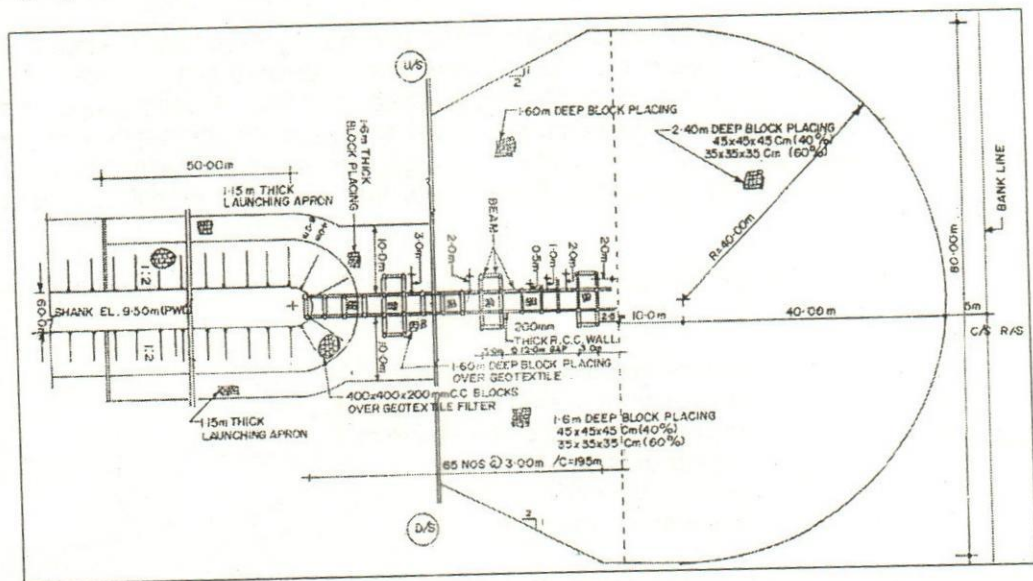 U/S
2
1
1·60m DEEP BLOCK PLACING
2·40m DEEP BLOCK PLACING
45x45x45 Cm (40%)
35x35x35 Cm (60%)
1·6m THICK
BLOCK PLACING
50·00m
1·15m THICK
LAUNCHING APRON
BEAM
R=40·00m
80·00m
BANK LINE
10·0m
3·0m
2·0m
0·5m
1·0m
2·0m
2·0m
1:2
SHANK EL. 9·50m (PWD)
10·0m
40·00m
5m
C/S R/S
200mm
THICK R.C.C. WALL
1:2
10·0m
1·60m DEEP BLOCK PLACING
OVER GEOTEXTILE
400x400x200mm C.C BLOCKS
OVER GEOTEXTILE FILTER
1·15m THICK
LAUNCHING APRON
1·6m DEEP BLOCK PLACING
45x45x45 Cm (40%)
35x35x35 Cm (60%)
65 NOS @ 3·00m /C=195m
D/S
2
1